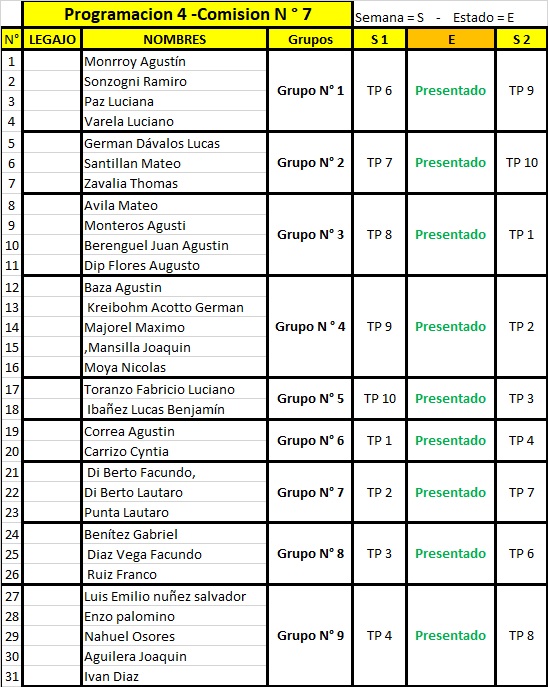 Programacion 4 -Comision N ° 7 Semana = S - Estado = E
N° LEGAJO NOMBRES Grupos S 1 E S 2
1 Monrroy Agustín
2 Sonzogni Ramiro
3 Paz Luciana
4 Varela Luciano
Grupo N° 1 TP 6 Presentado TP 9
5 German Dávalos Lucas
6 Santillan Mateo
7 Zavalia Thomas
Grupo N° 2 TP 7 Presentado TP 10
8 Avila Mateo
9 Monteros Agusti
10 Berenguel Juan Agustin
11 Dip Flores Augusto
Grupo N° 3 TP 8 Presentado TP 1
12 Baza Agustin
13 Kreibohm Acotto German
14 Majorel Maximo
15 ,Mansilla Joaquin
16 Moya Nicolas
Grupo N ° 4 TP 9 Presentado TP 2
17 Toranzo Fabricio Luciano
18 Ibañez Lucas Benjamín
Grupo N° 5 TP 10 Presentado TP 3
19 Correa Agustin
20 Carrizo Cyntia
Grupo N° 6 TP 1 Presentado TP 4
21 Di Berto Facundo,
22 Di Berto Lautaro
23 Punta Lautaro
Grupo N° 7 TP 2 Presentado TP 7
24 Benítez Gabriel
25 Diaz Vega Facundo
26 Ruiz Franco
Grupo N° 8 TP 3 Presentado TP 6
27 Luis Emilio nuñez salvador
28 Enzo palomino
29 Nahuel Osores
30 Aguilera Joaquin
31 Ivan Diaz
Grupo N° 9 TP 4 Presentado TP 8